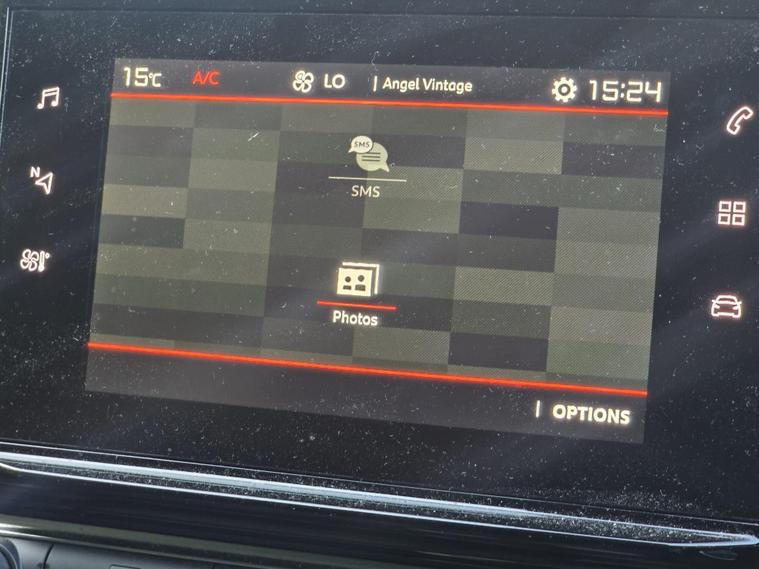 15°C A/C LO | Angel Vintage 15:24
SMS
SMS
Photos
| OPTIONS
N